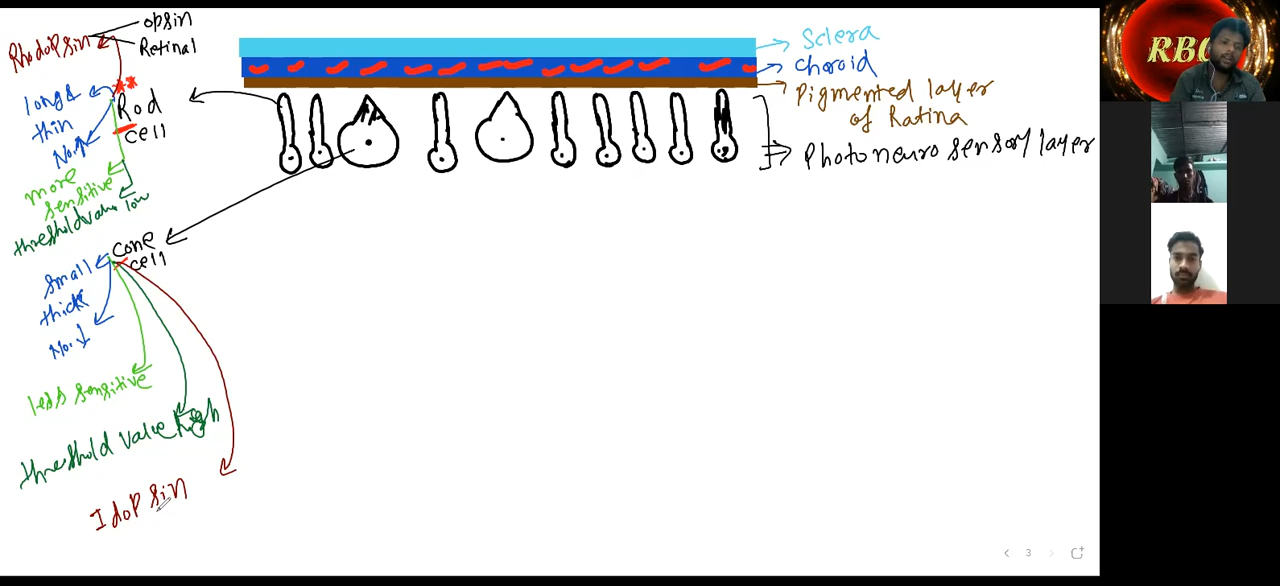 opsin
Rhodopsin
Retinal
long &
thin
No.↑
Rod
cell
more
sensitive
threshold value low
Cone
cell
small
thick
No. ↓
less sensitive
threshold value high
Idopsin
Sclera
choroid
Pigmented layer
of Ratina
Photoneuro sensory layer
RBC
3